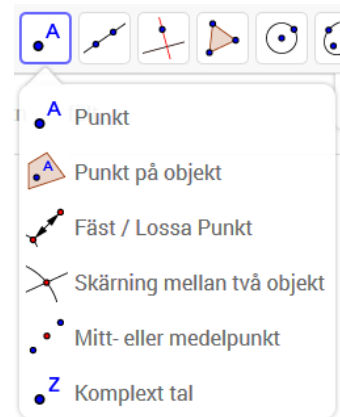 A
Punkt
A
Punkt på objekt
Fäst / Lossa Punkt
Skärning mellan två objekt
Mitt- eller medelpunkt
Z
Komplext tal